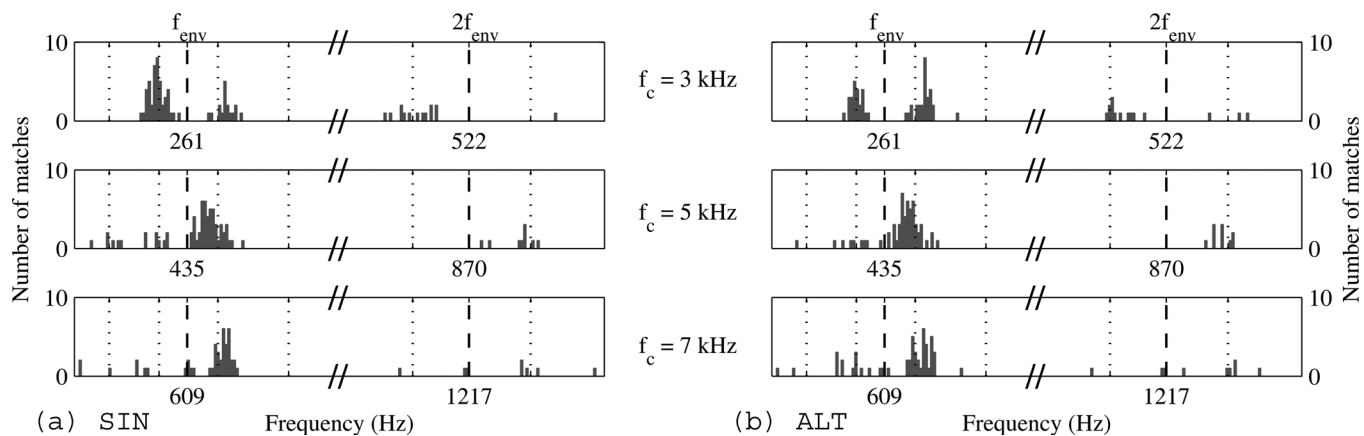 f_env 2f_env f_env 2f_env
10 10
0 // f_c = 3 kHz // 0
261 522 261 522
10 10
0 // f_c = 5 kHz // 0
435 870 435 870
10 10
0 // f_c = 7 kHz // 0
609 1217 609 1217
Number of matches
Number of matches
(a) SIN Frequency (Hz) (b) ALT Frequency (Hz)